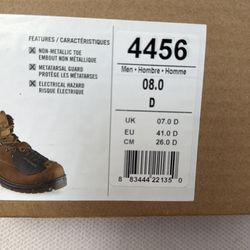 FEATURES / CARACTÉRISTIQUES
NON-METALLIC TOE
EMBOUT NON MÉTALLIQUE
METATARSAL GUARD
PROTÈGE LES MÉTATARSES
ELECTRICAL HAZARD
RISQUE ÉLECTRIQUE
4456
Men • Hombre • Homme
08.0
D
UK 07.0 D
EU 41.0 D
CM 26.0 D
8 83444 22135 0